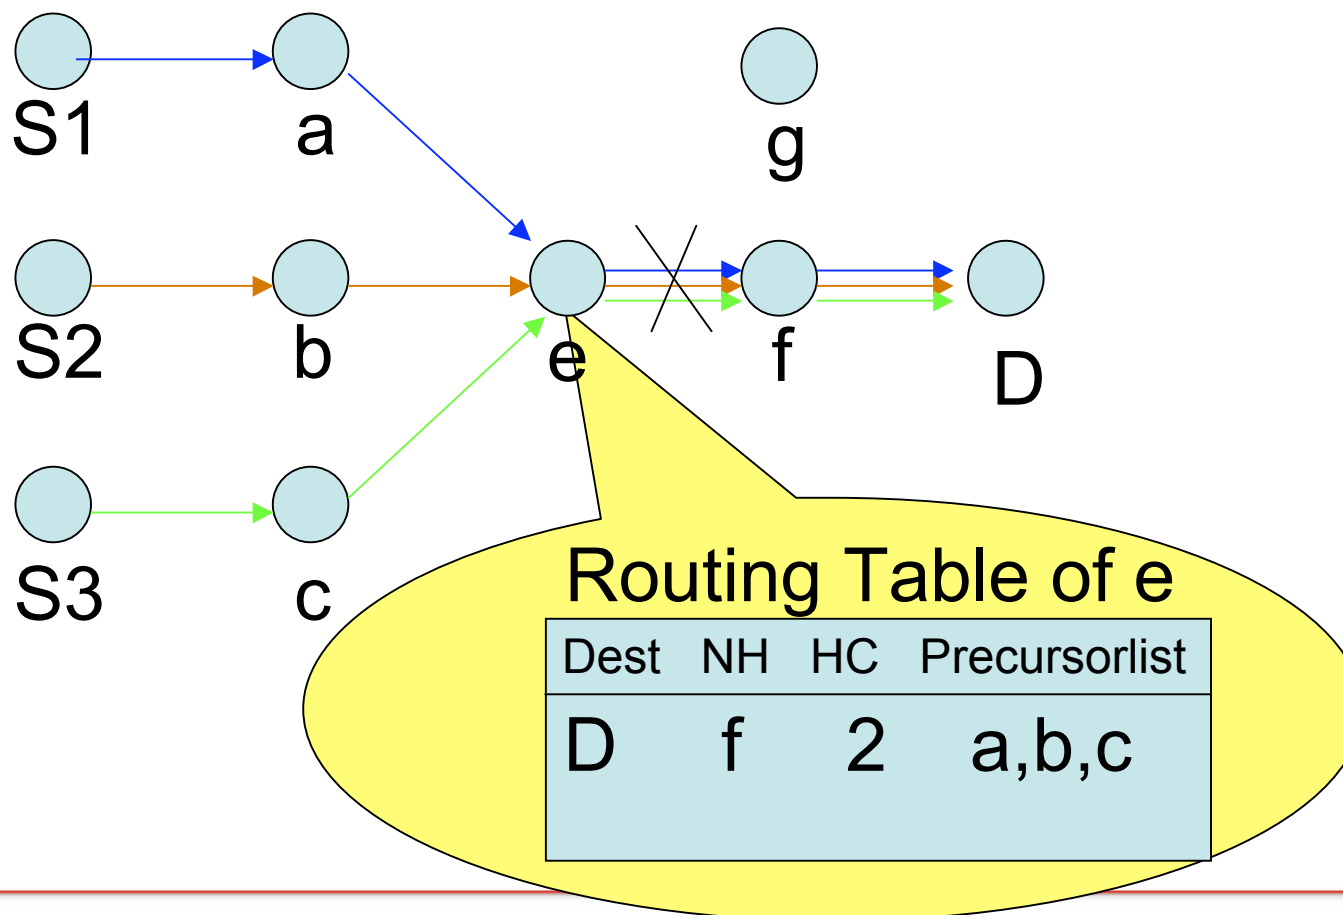 S1 a g
S2 b e f D
S3 c
Routing Table of e
Dest NH HC Precursorlist
D f 2 a,b,c